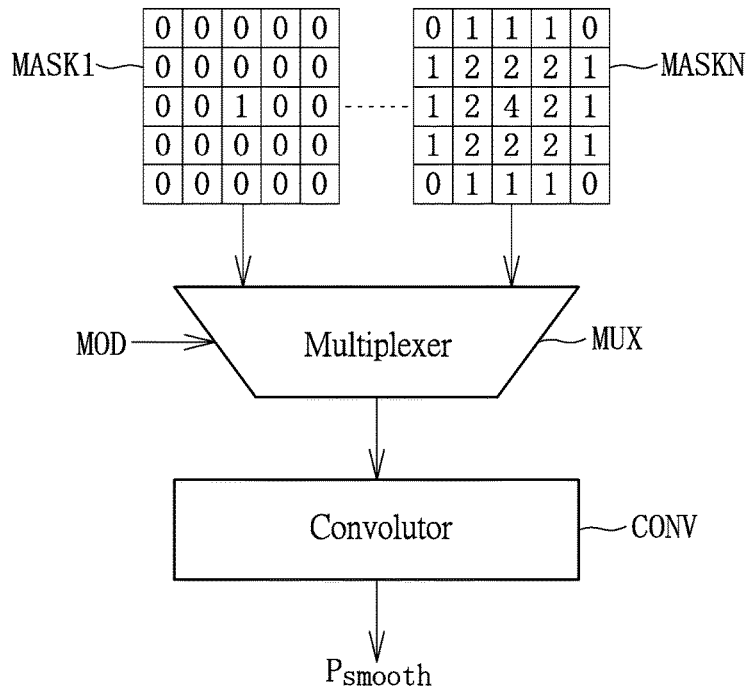 0 0 0 0 0 0 1 1 1 0
MASK1 0 0 0 0 0 1 2 2 2 1 MASKN
0 0 1 0 0 1 2 4 2 1
0 0 0 0 0 1 2 2 2 1
0 0 0 0 0 0 1 1 1 0
MOD Multiplexer MUX
Convolutor CONV
Psmooth